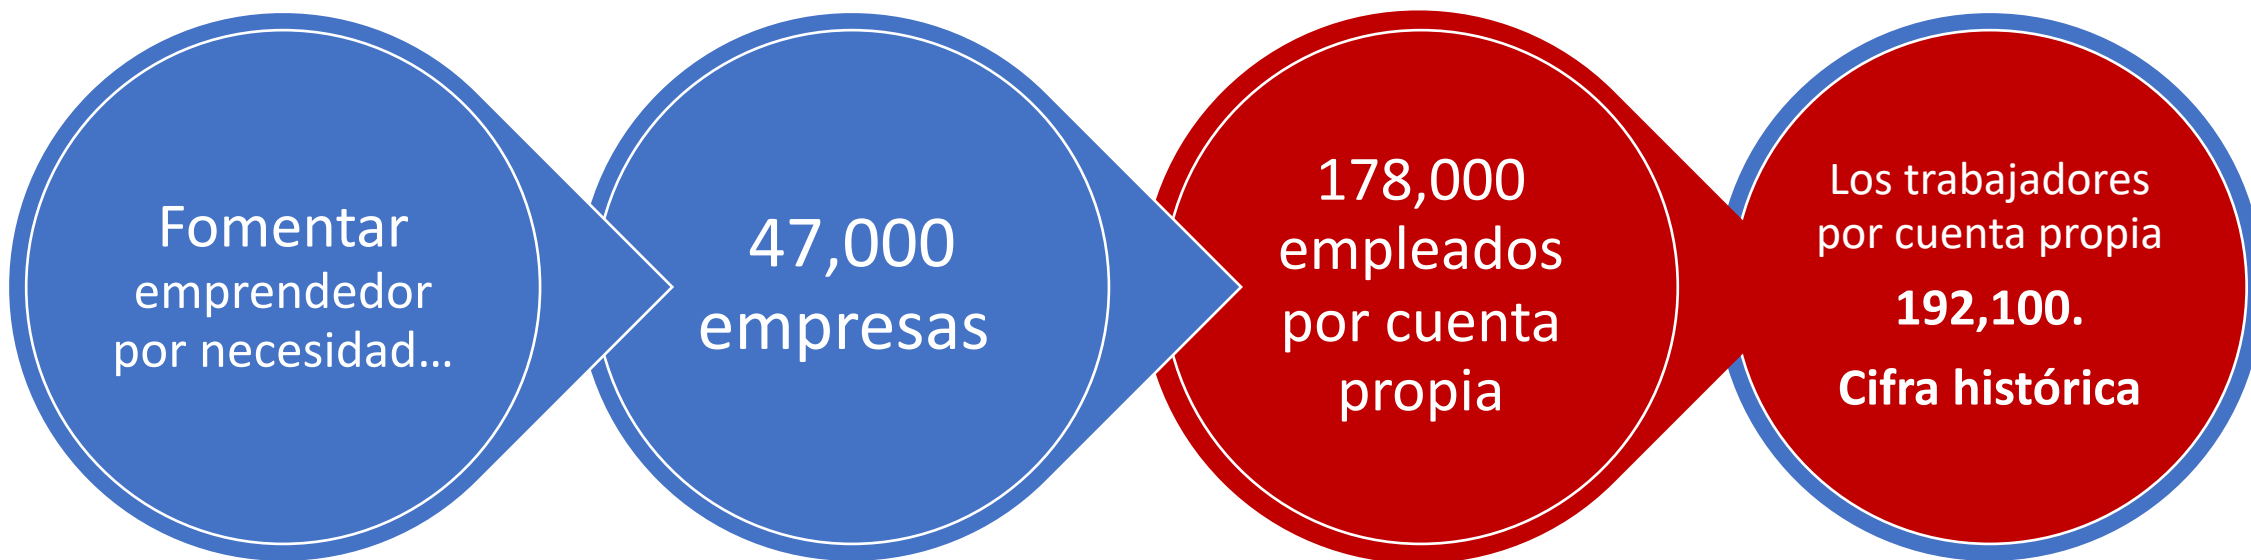 Fomentar
emprendedor
por necesidad...
47,000
empresas
178,000
empleados
por cuenta
propia
Los trabajadores
por cuenta propia
192,100.
Cifra histórica